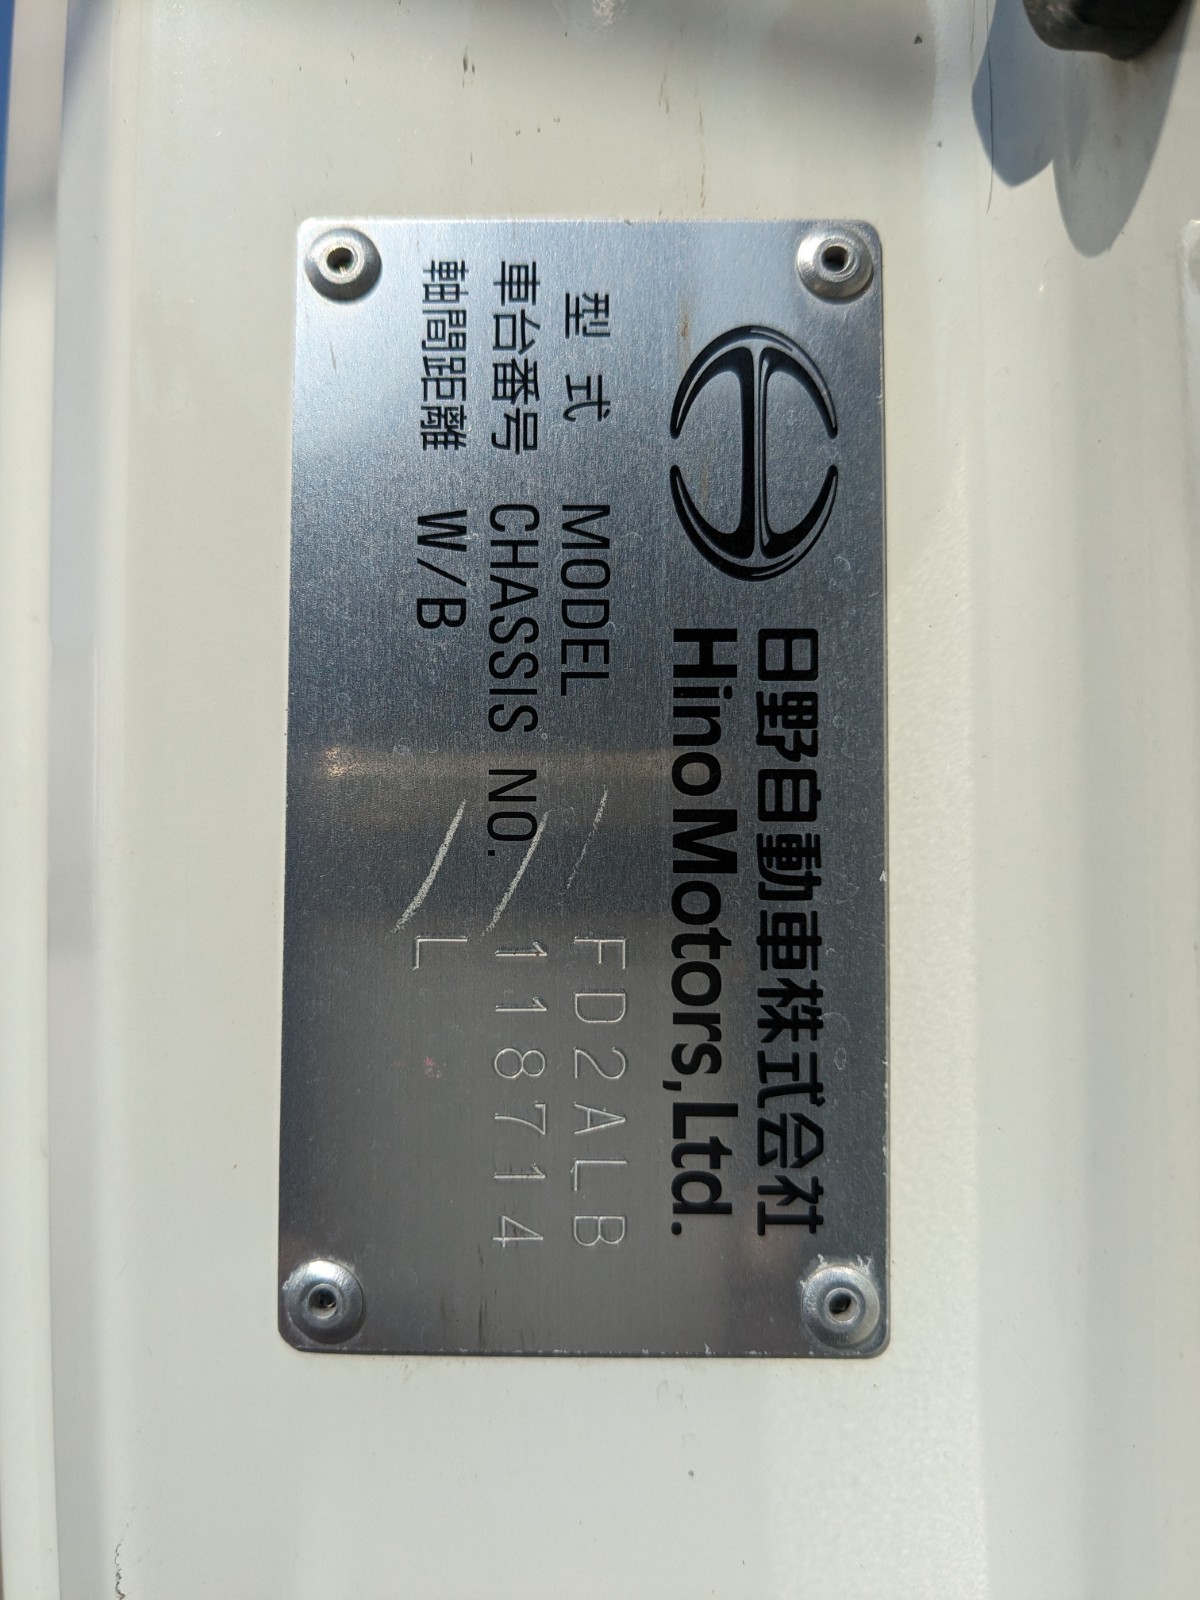 日野自動車株式会社
Hino Motors, Ltd.
型式 MODEL FD2ALB
車台番号 CHASSIS NO. 118714
軸間距離 W/B L